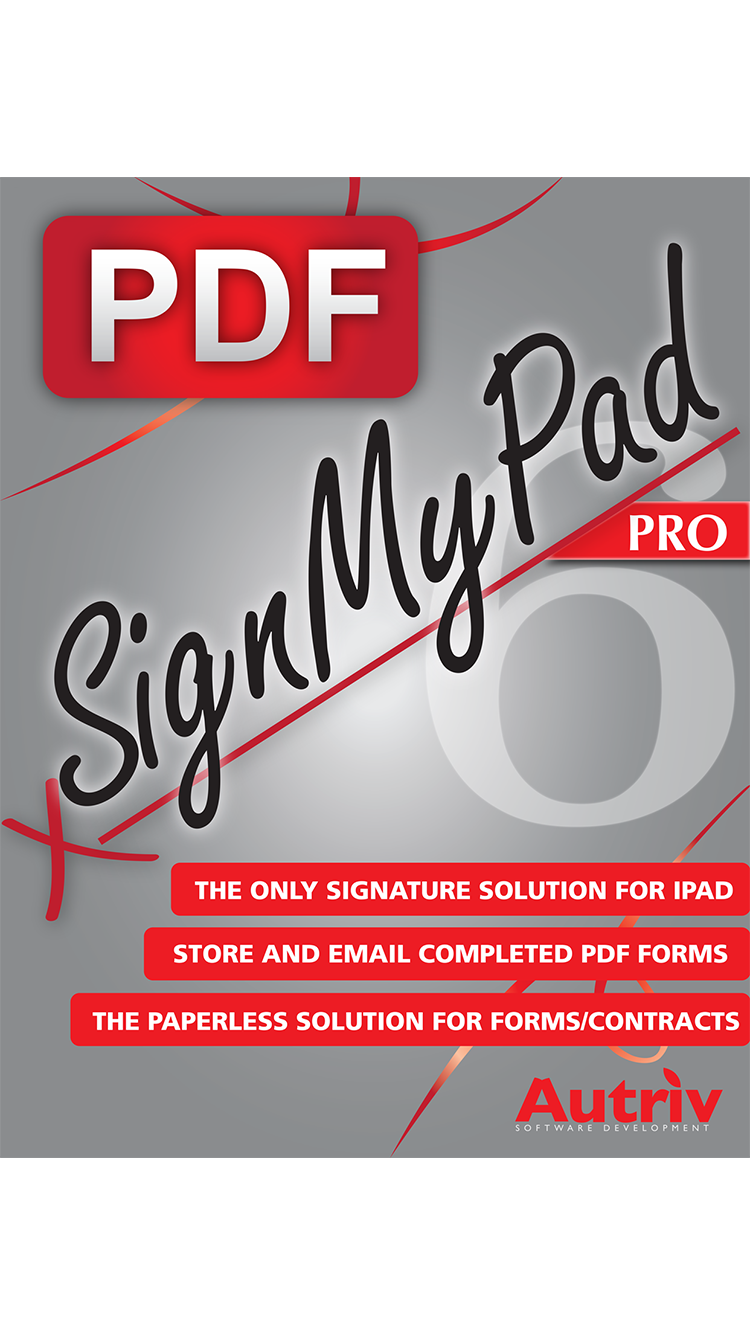 PDF
SignMyPad
6
PRO
THE ONLY SIGNATURE SOLUTION FOR IPAD
STORE AND EMAIL COMPLETED PDF FORMS
THE PAPERLESS SOLUTION FOR FORMS/CONTRACTS
Autriv
SOFTWARE DEVELOPMENT